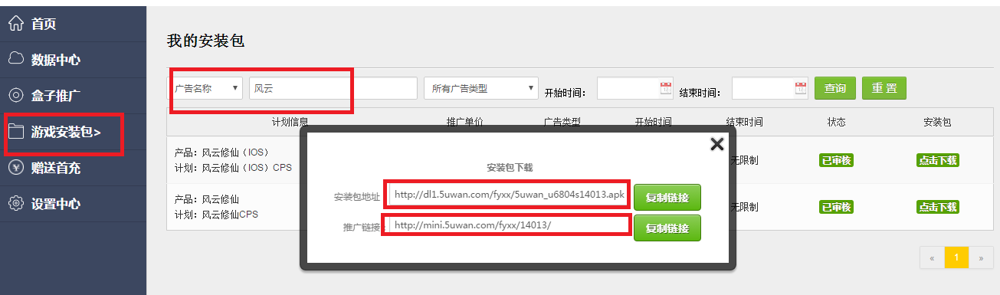 首页
数据中心
盒子推广
游戏安装包>
赠送首充
设置中心
我的安装包
广告名称 风云 所有广告类型 开始时间： 结束时间： 查询 重 置
计划信息 推广单价 广告类型 开始时间 结束时间 状态 安装包
产品：风云修仙（IOS）
计划：风云修仙（IOS）CPS
无限制 已审核 点击下载
产品：风云修仙
计划：风云修仙CPS
无限制 已审核 点击下载
安装包下载
安装包地址 http://dl1.5uwan.com/fyxx/5uwan_u6804s14013.apk 复制链接
推广链接： http://mini.5uwan.com/fyxx/14013/ 复制链接
« 1 »